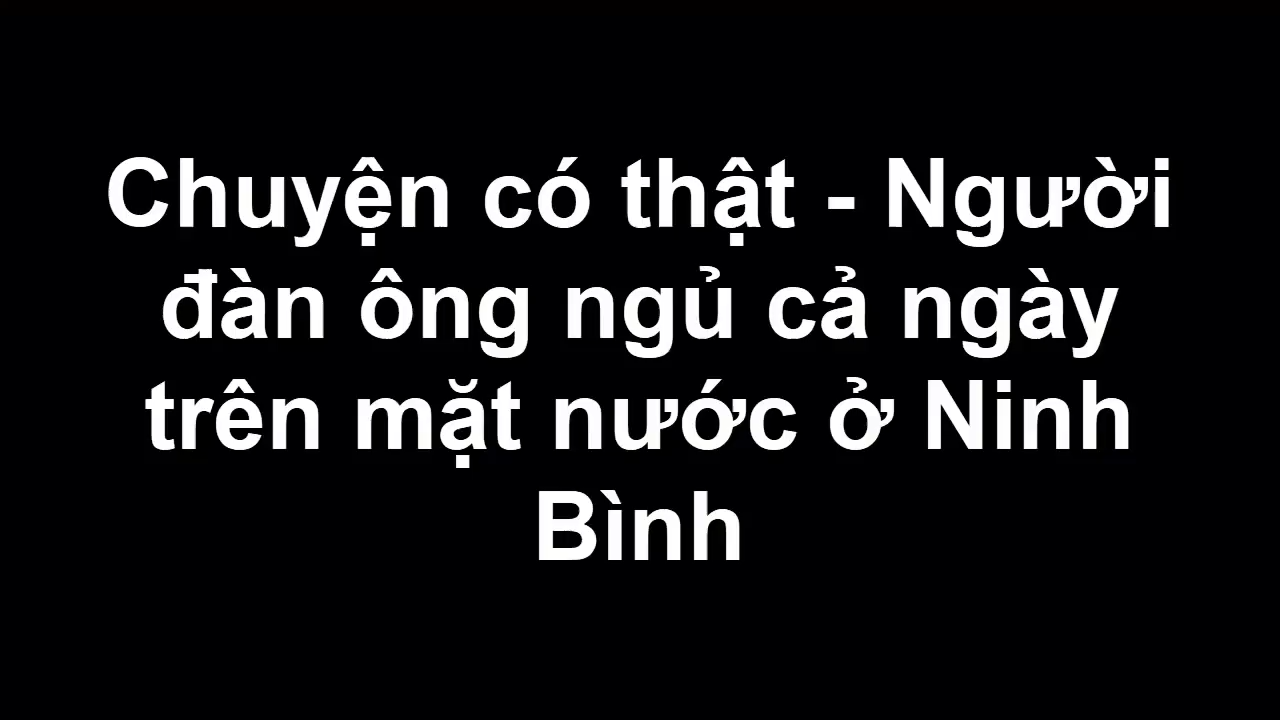 Chuyện có thật - Người
đàn ông ngủ cả ngày
trên mặt nước ở Ninh
Bình